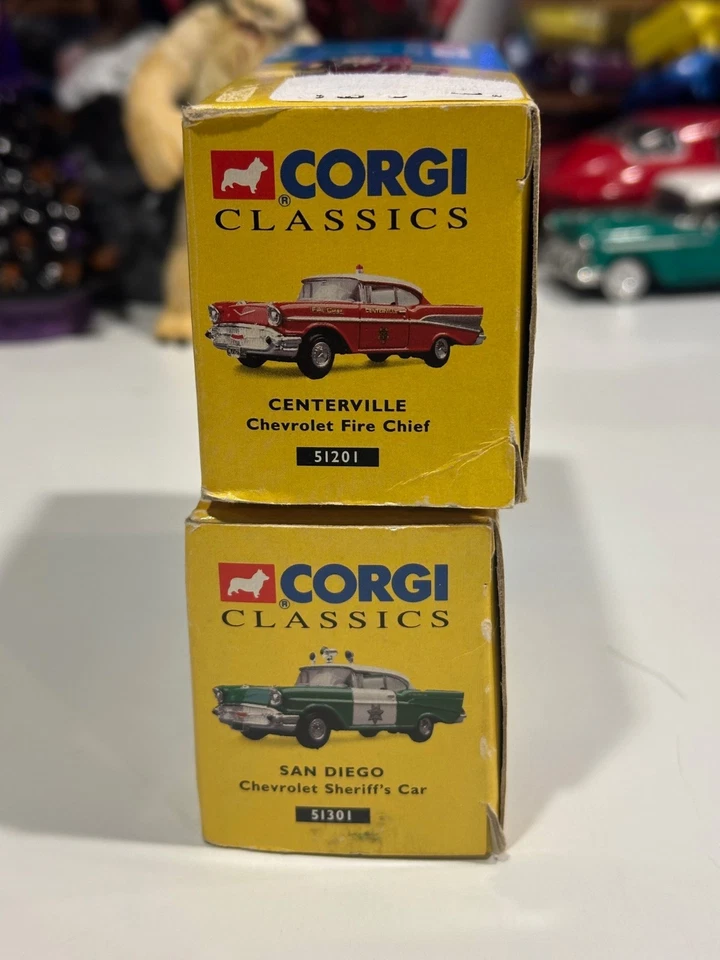 CORGI
®
CLASSICS
CENTERVILLE
Chevrolet Fire Chief
51201
CORGI
®
CLASSICS
SAN DIEGO
Chevrolet Sheriff's Car
51301